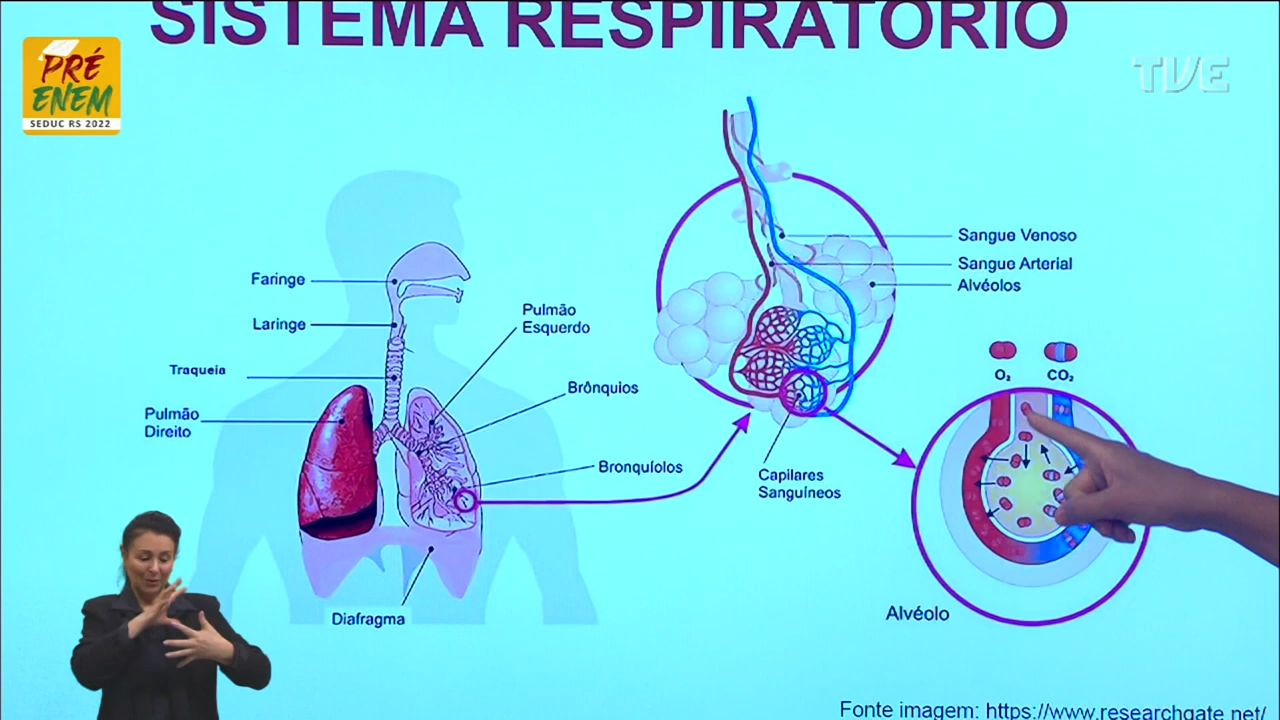 SISTEMA RESPIRATÓRIO
PRÉ
ENEM
SEDUC RS 2022
TVE
Faringe
Laringe
Traqueia
Pulmão
Direito
Pulmão
Esquerdo
Brônquios
Bronquíolos
Diafragma
Sangue Venoso
Sangue Arterial
Alvéolos
Capilares
Sanguíneos
O₂
CO₂
Alvéolo
Fonte imagem: https://www.researchgate.net/